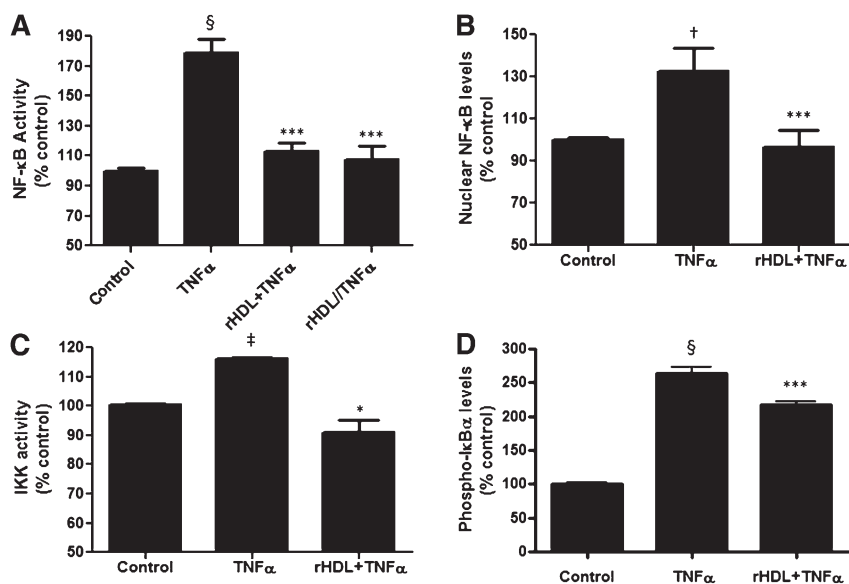 A
NF-κB Activity
(% control)
190
170
150
130
110
90
70
50
§
***
***
Control
TNFα
rHDL+TNFα
rHDL//TNFα
B
Nuclear NF-κB levels
(% control)
150
130
110
90
70
50
†
***
Control
TNFα
rHDL+TNFα
C
IKK activity
(% control)
120
110
100
90
80
70
60
50
‡
*
Control
TNFα
rHDL+TNFα
D
Phospho-IκBα levels
(% control)
300
250
200
150
100
50
0
§
***
Control
TNFα
rHDL+TNFα